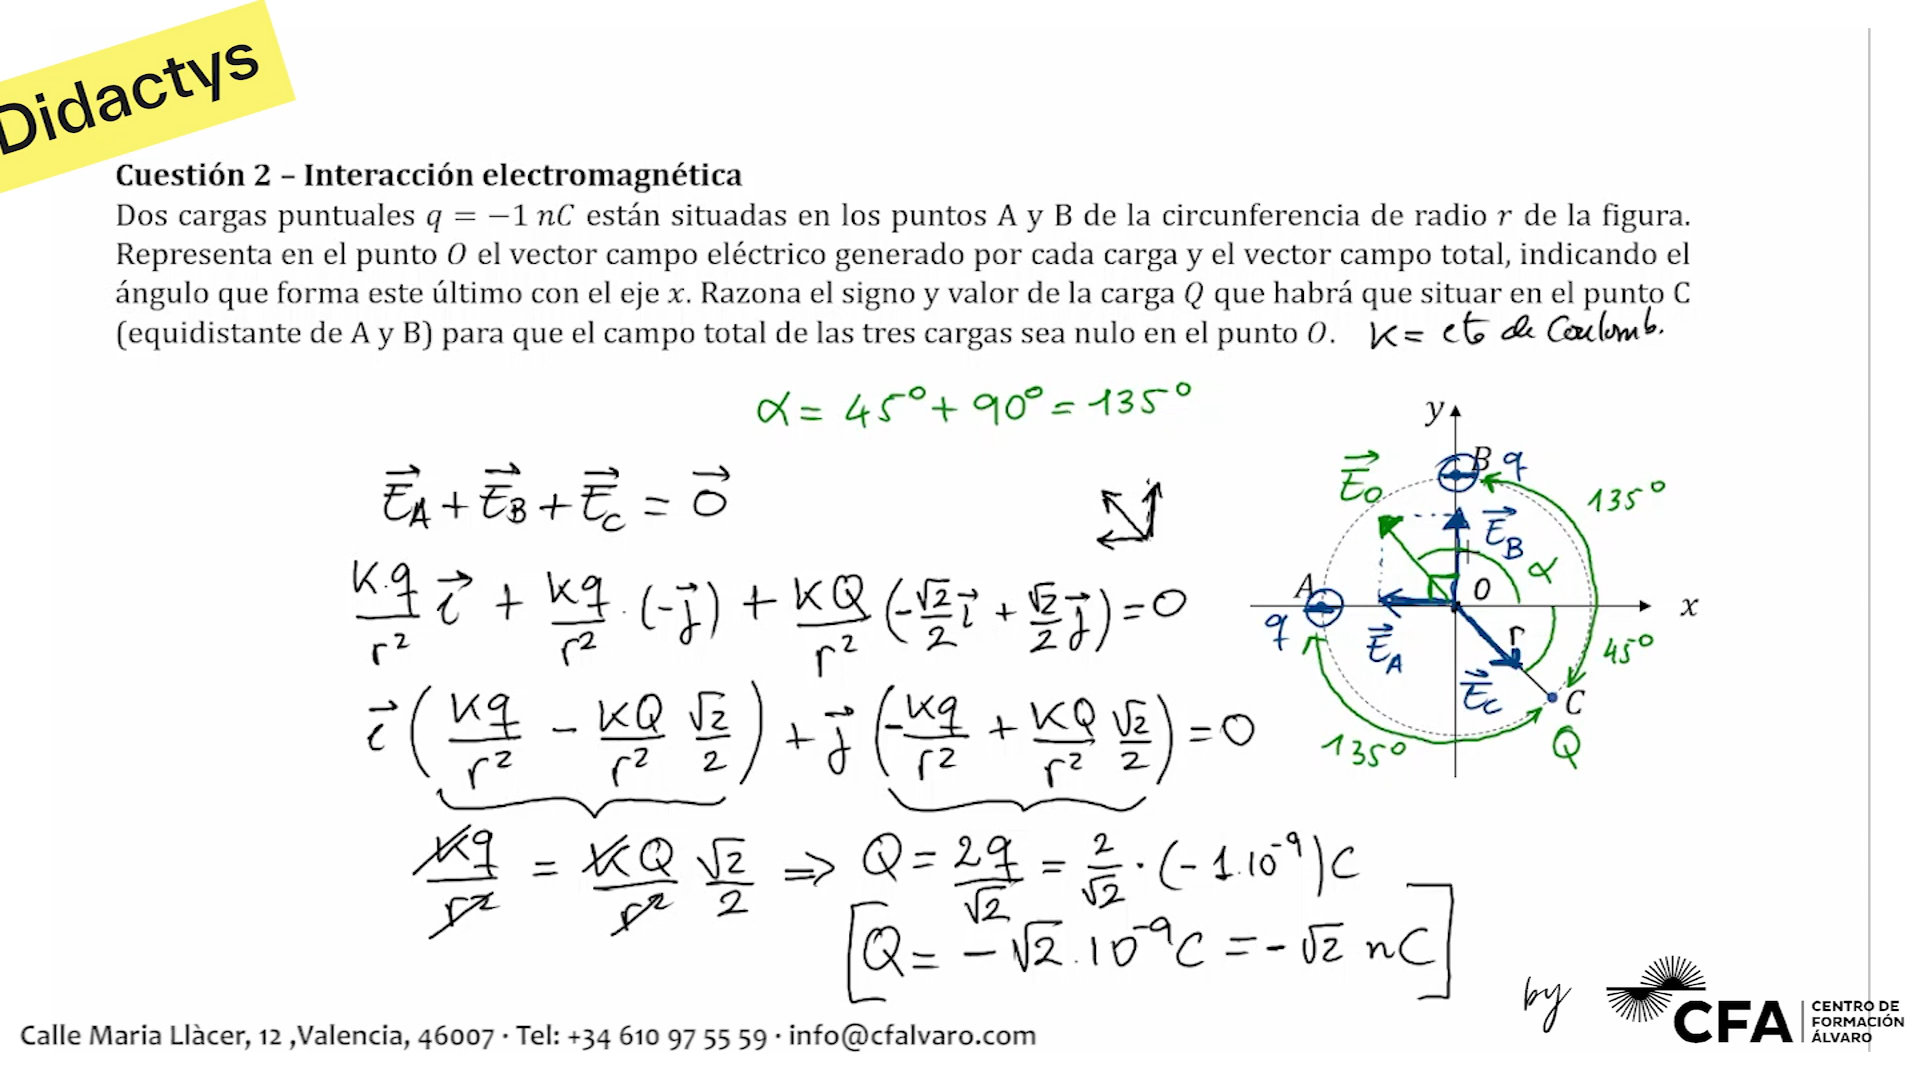 Didactys
Cuestión 2 – Interacción electromagnética
Dos cargas puntuales q = −1 nC están situadas en los puntos A y B de la circunferencia de radio r de la figura.
Representa en el punto O el vector campo eléctrico generado por cada carga y el vector campo total, indicando el
ángulo que forma este último con el eje x. Razona el signo y valor de la carga Q que habrá que situar en el punto C
(equidistante de A y B) para que el campo total de las tres cargas sea nulo en el punto O. K = cte de Coulomb.
α = 45° + 90° = 135°
y
B q
E⃗o
135°
E⃗A + E⃗B + E⃗C = 0⃗
E⃗B
α
A
O
x
q
E⃗A
r
45°
E⃗C
C
135°
Q
K·q/r² i⃗ + Kq/r² · (−j⃗) + KQ/r² (−√2/2 i⃗ + √2/2 j⃗) = 0
i⃗ (Kq/r² − KQ/r² √2/2) + j⃗ (−Kq/r² + KQ/r² √2/2) = 0
Kq/r² = KQ/r² √2/2 ⇒ Q = 2q/√2 = 2/√2 · (−1·10⁻⁹) C
[Q = −√2·10⁻⁹ C = −√2 nC]
by
CFA
CENTRO DE
FORMACIÓN
ÁLVARO
Calle Maria Llàcer, 12 ,Valencia, 46007 · Tel: +34 610 97 55 59 · info@cfalvaro.com